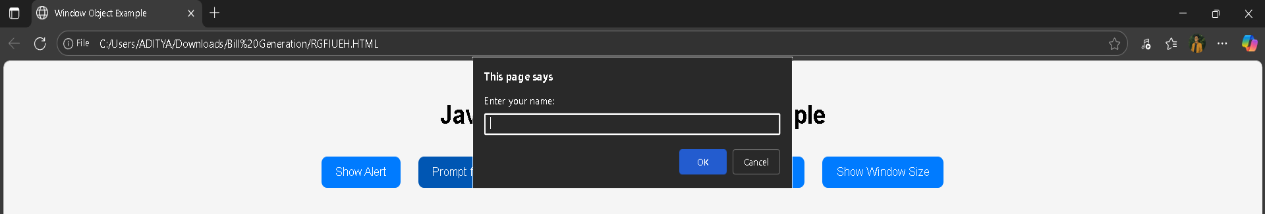 Window Object Example
File C:/Users/ADITYA/Downloads/Bill%20Generation/RGFIUEH.HTML
This page says
Enter your name:
OK Cancel
Jav ple
Show Alert Prompt f Show Window Size